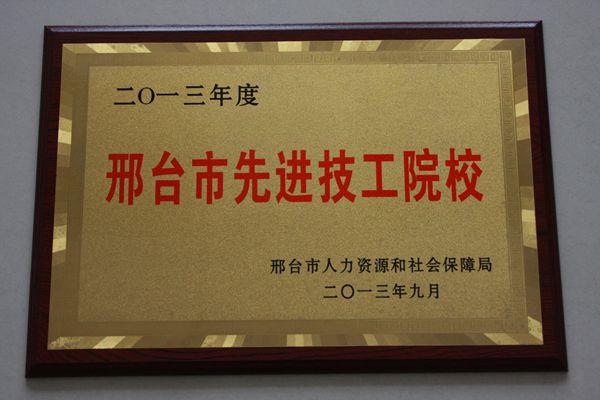 二〇一三年度
邢台市先进技工院校
邢台市人力资源和社会保障局
二〇一三年九月